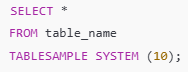 SELECT *
FROM table_name
TABLESAMPLE SYSTEM (10);